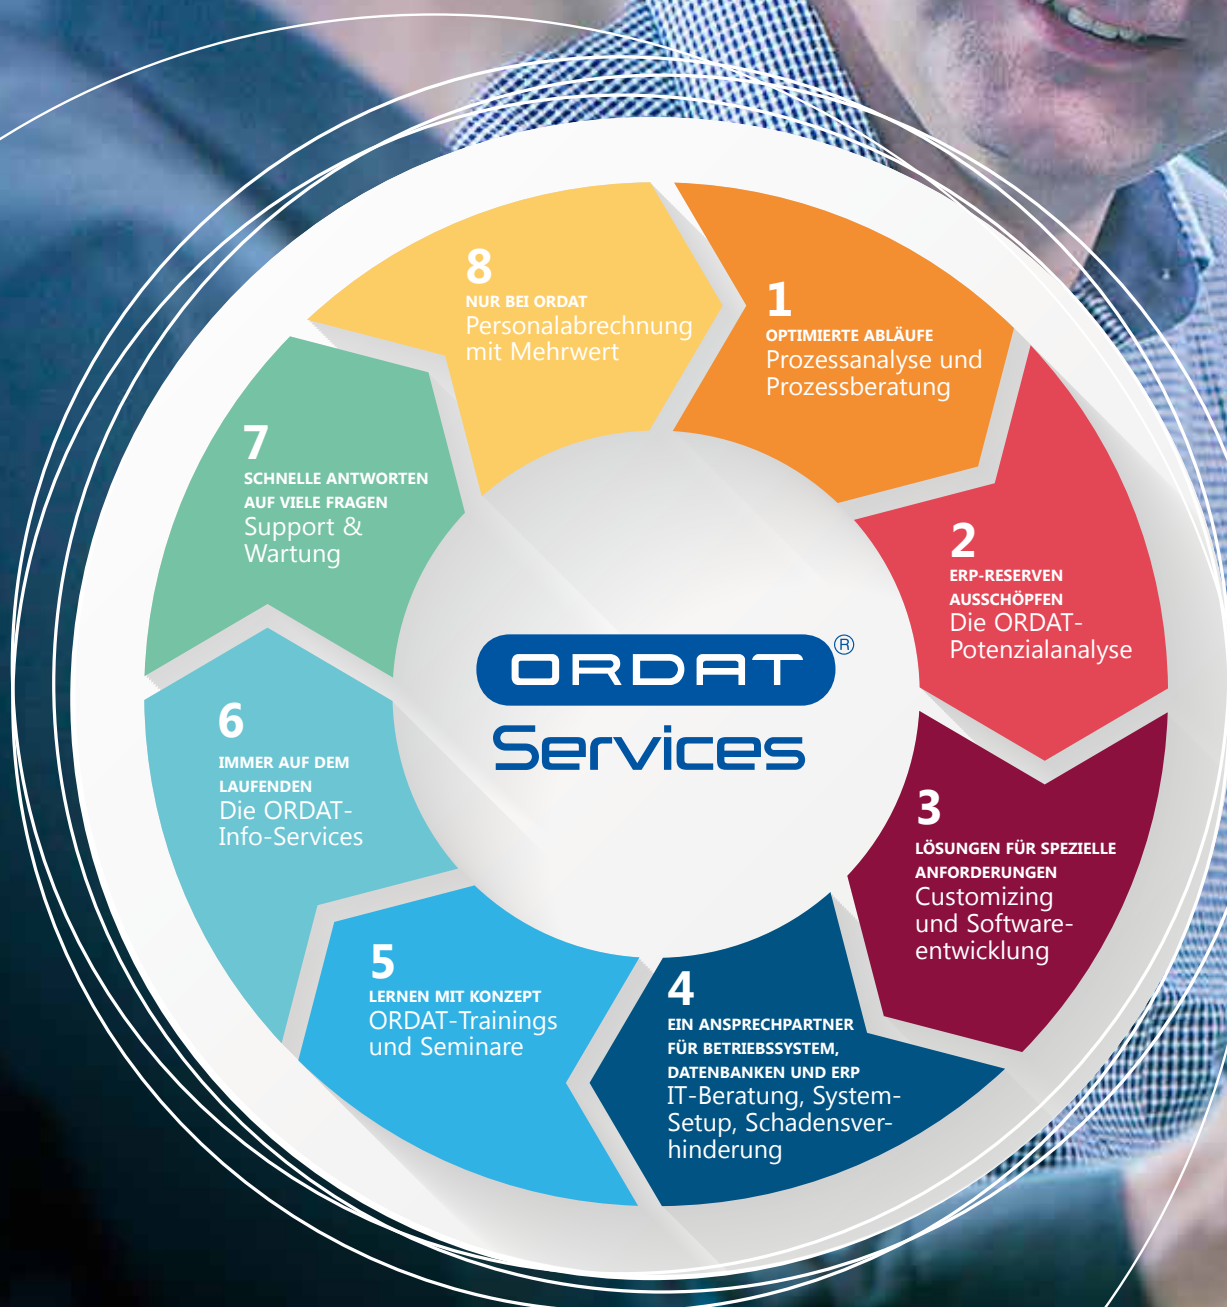 8
NUR BEI ORDAT
Personalabrechnung
mit Mehrwert
1
OPTIMIERTE ABLÄUFE
Prozessanalyse und
Prozessberatung
2
ERP-RESERVEN
AUSSCHÖPFEN
Die ORDAT-
Potenzialanalyse
3
LÖSUNGEN FÜR SPEZIELLE
ANFORDERUNGEN
Customizing
und Software-
entwicklung
4
EIN ANSPRECHPARTNER
FÜR BETRIEBSSYSTEM,
DATENBANKEN UND ERP
IT-Beratung, System-
Setup, Schadensver-
hinderung
5
LERNEN MIT KONZEPT
ORDAT-Trainings
und Seminare
6
IMMER AUF DEM
LAUFENDEN
Die ORDAT-
Info-Services
7
SCHNELLE ANTWORTEN
AUF VIELE FRAGEN
Support &
Wartung
ORDAT®
Services